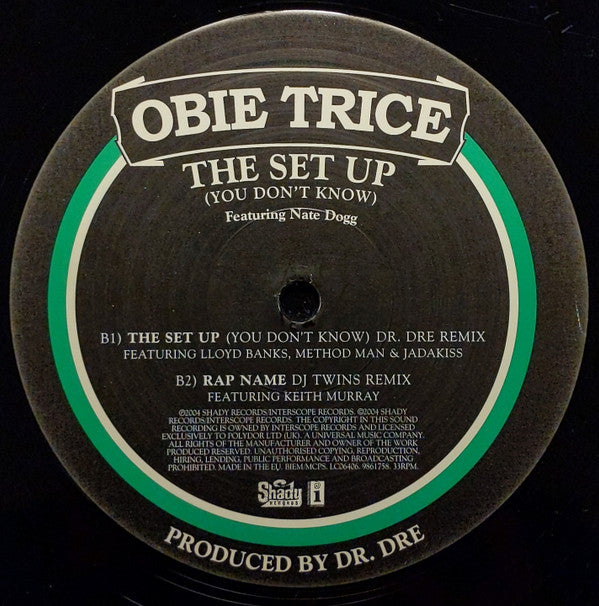 OBIE TRICE
THE SET UP
(YOU DON'T KNOW)
Featuring Nate Dogg
B1) THE SET UP (YOU DON'T KNOW) DR. DRE REMIX
FEATURING LLOYD BANKS, METHOD MAN & JADAKISS
B2) RAP NAME DJ TWINS REMIX
FEATURING KEITH MURRAY
℗2004 SHADY RECORDS/INTERSCOPE RECORDS. ©2004 SHADY
RECORDS/INTERSCOPE RECORDS. THE COPYRIGHT IN THIS SOUND
RECORDING IS OWNED BY INTERSCOPE RECORDS AND LICENSED
EXCLUSIVELY TO POLYDOR LTD (UK). A UNIVERSAL MUSIC COMPANY.
ALL RIGHTS OF THE MANUFACTURER AND OWNER OF THE WORK
PRODUCED RESERVED. UNAUTHORISED COPYING, REPRODUCTION,
HIRING, LENDING, PUBLIC PERFORMANCE AND BROADCASTING
PROHIBITED. MADE IN THE EU. BIEM/MCPS. LC06406. 9861758. 33RPM.
Shady
RECORDS
i
PRODUCED BY DR. DRE